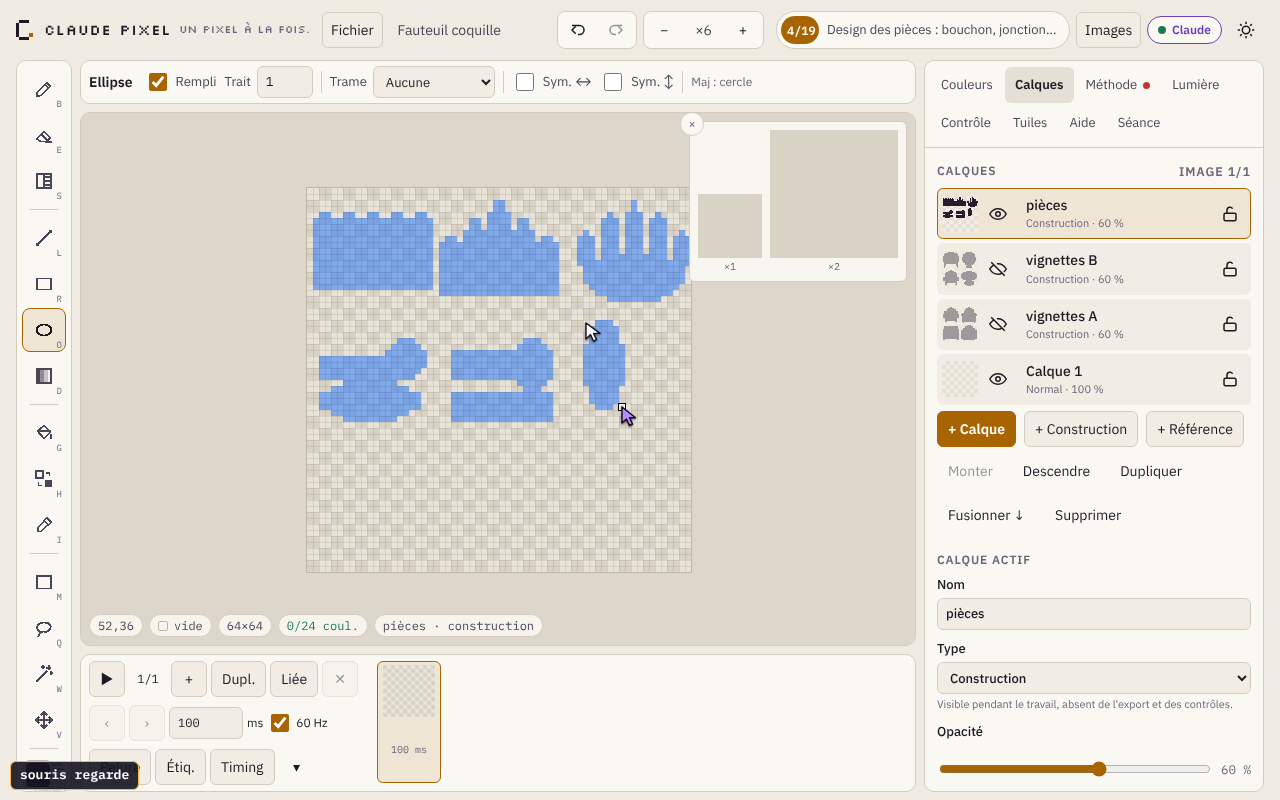 CLAUDE PIXEL UN PIXEL À LA FOIS. Fichier Fauteuil coquille − ×6 + 4/19 Design des pièces : bouchon, jonction… Images Claude
Ellipse Rempli Trait 1 Trame Aucune Sym. ↔ Sym. ↕ Maj : cercle
B
E
S
L
R
O
D
G
H
I
M
Q
W
V
×
×1 ×2
52,36 vide 64×64 0/24 coul. pièces · construction
1/1 + Dupl. Liée ×
‹ › 100 ms 60 Hz
Étiq. Timing ▼
100 ms
souris regarde
Couleurs Calques Méthode Lumière
Contrôle Tuiles Aide Séance
CALQUES IMAGE 1/1
pièces
Construction · 60 %
vignettes B
Construction · 60 %
vignettes A
Construction · 60 %
Calque 1
Normal · 100 %
+ Calque + Construction + Référence
Monter Descendre Dupliquer
Fusionner ↓ Supprimer
CALQUE ACTIF
Nom
pièces
Type
Construction
Visible pendant le travail, absent de l'export et des contrôles.
Opacité
60 %